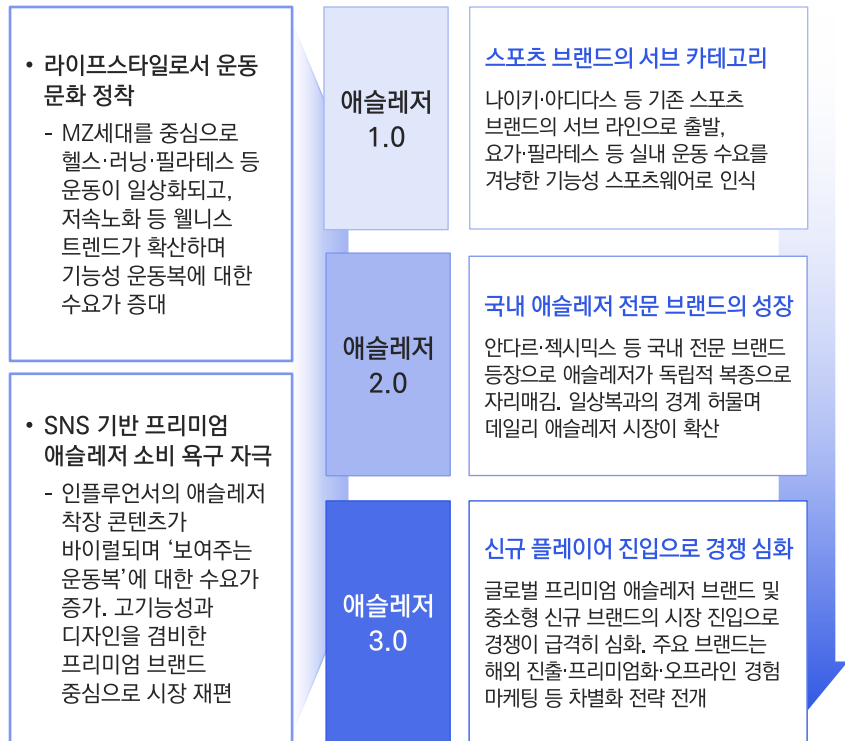 • 라이프스타일로서 운동
문화 정착
- MZ세대를 중심으로
헬스·러닝·필라테스 등
운동이 일상화되고,
저속노화 등 웰니스
트렌드가 확산하며
기능성 운동복에 대한
수요가 증대
• SNS 기반 프리미엄
애슬레저 소비 욕구 자극
- 인플루언서의 애슬레저
착장 콘텐츠가
바이럴되며 ‘보여주는
운동복’에 대한 수요가
증가. 고기능성과
디자인을 겸비한
프리미엄 브랜드
중심으로 시장 재편
애슬레저
1.0
스포츠 브랜드의 서브 카테고리
나이키·아디다스 등 기존 스포츠
브랜드의 서브 라인으로 출발,
요가·필라테스 등 실내 운동 수요를
겨냥한 기능성 스포츠웨어로 인식
애슬레저
2.0
국내 애슬레저 전문 브랜드의 성장
안다르·젝시믹스 등 국내 전문 브랜드
등장으로 애슬레저가 독립적 복종으로
자리매김. 일상복과의 경계 허물며
데일리 애슬레저 시장이 확산
애슬레저
3.0
신규 플레이어 진입으로 경쟁 심화
글로벌 프리미엄 애슬레저 브랜드 및
중소형 신규 브랜드의 시장 진입으로
경쟁이 급격히 심화. 주요 브랜드는
해외 진출·프리미엄화·오프라인 경험
마케팅 등 차별화 전략 전개